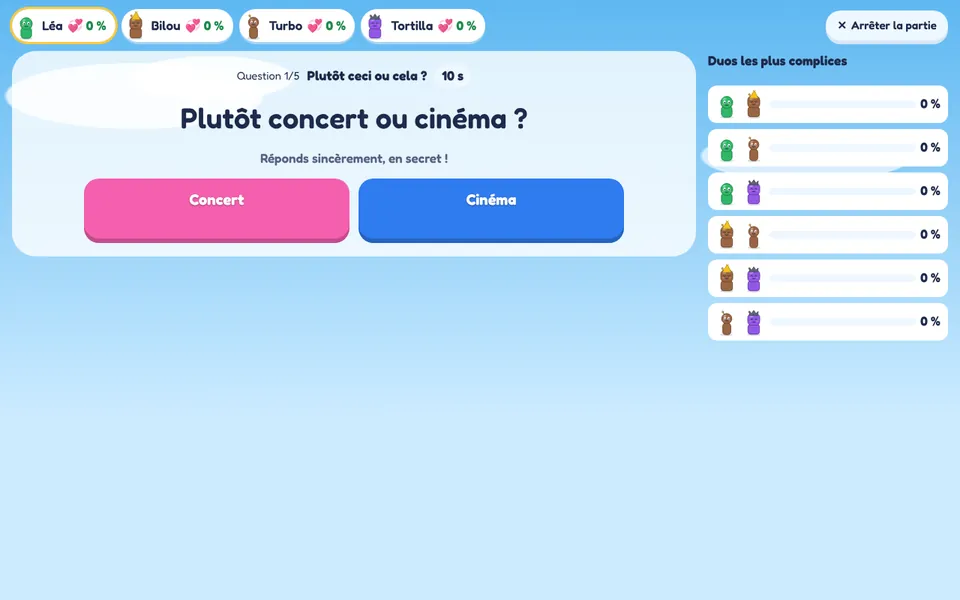 Léa 💞 0 %
Bilou 💞 0 %
Turbo 💞 0 %
Tortilla 💞 0 %
✕ Arrêter la partie
Question 1/5 Plutôt ceci ou cela ? 10 s
Plutôt concert ou cinéma ?
Réponds sincèrement, en secret !
Concert
Cinéma
Duos les plus complices
0 %
0 %
0 %
0 %
0 %
0 %